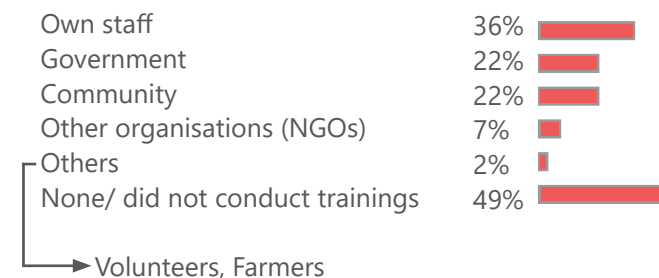 Own staff 36%
Government 22%
Community 22%
Other organisations (NGOs) 7%
Others 2%
None/ did not conduct trainings 49%
Volunteers, Farmers